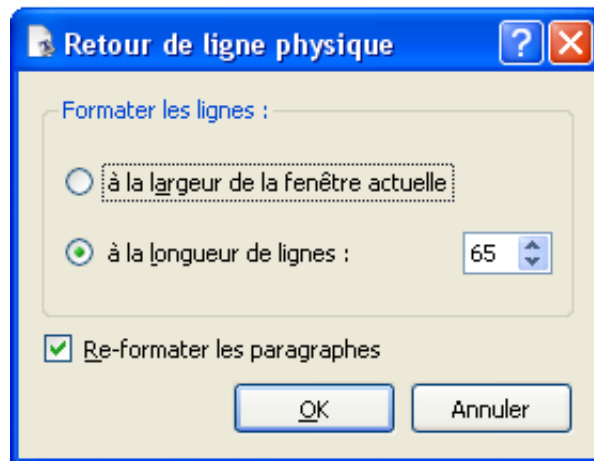 Retour de ligne physique
Formater les lignes :
à la largeur de la fenêtre actuelle
à la longueur de lignes : 65
Re-formater les paragraphes
OK Annuler